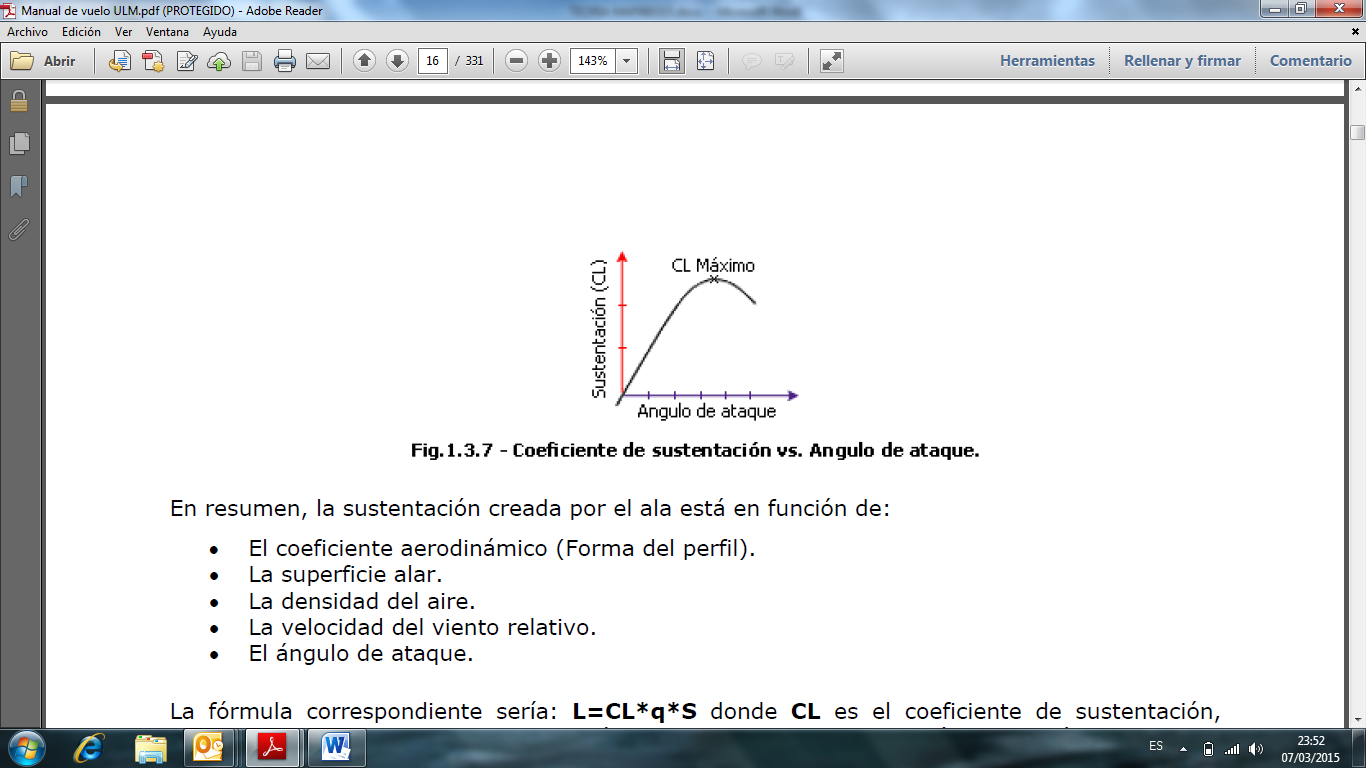 Manual de vuelo ULM.pdf (PROTEGIDO) - Adobe Reader
Archivo Edición Ver Ventana Ayuda
Abrir 16 / 331 143% Herramientas Rellenar y firmar Comentario
CL Máximo
Sustentación (CL)
Angulo de ataque
Fig.1.3.7 - Coeficiente de sustentación vs. Angulo de ataque.
En resumen, la sustentación creada por el ala está en función de:
• El coeficiente aerodinámico (Forma del perfil).
• La superficie alar.
• La densidad del aire.
• La velocidad del viento relativo.
• El ángulo de ataque.
La fórmula correspondiente sería: L=CL*q*S donde CL es el coeficiente de sustentación,
ES 23:52
07/03/2015